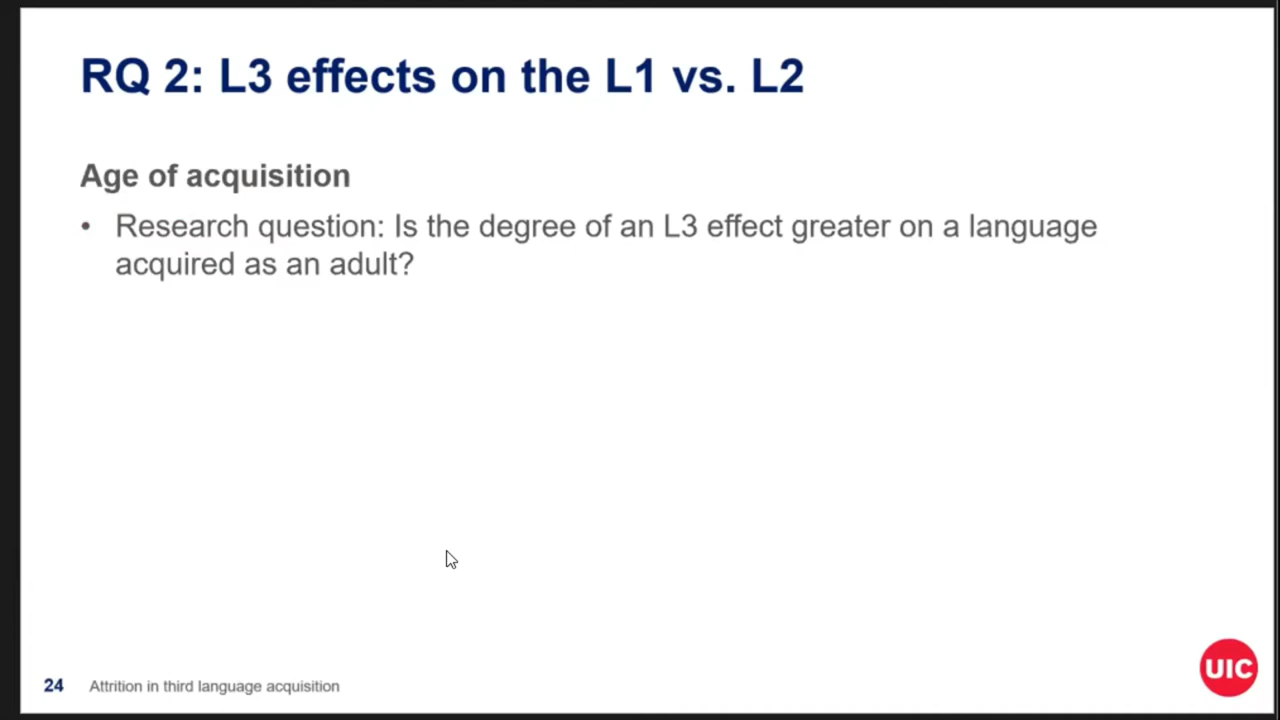 RQ 2: L3 effects on the L1 vs. L2
Age of acquisition
• Research question: Is the degree of an L3 effect greater on a language
acquired as an adult?
24 Attrition in third language acquisition
UIC